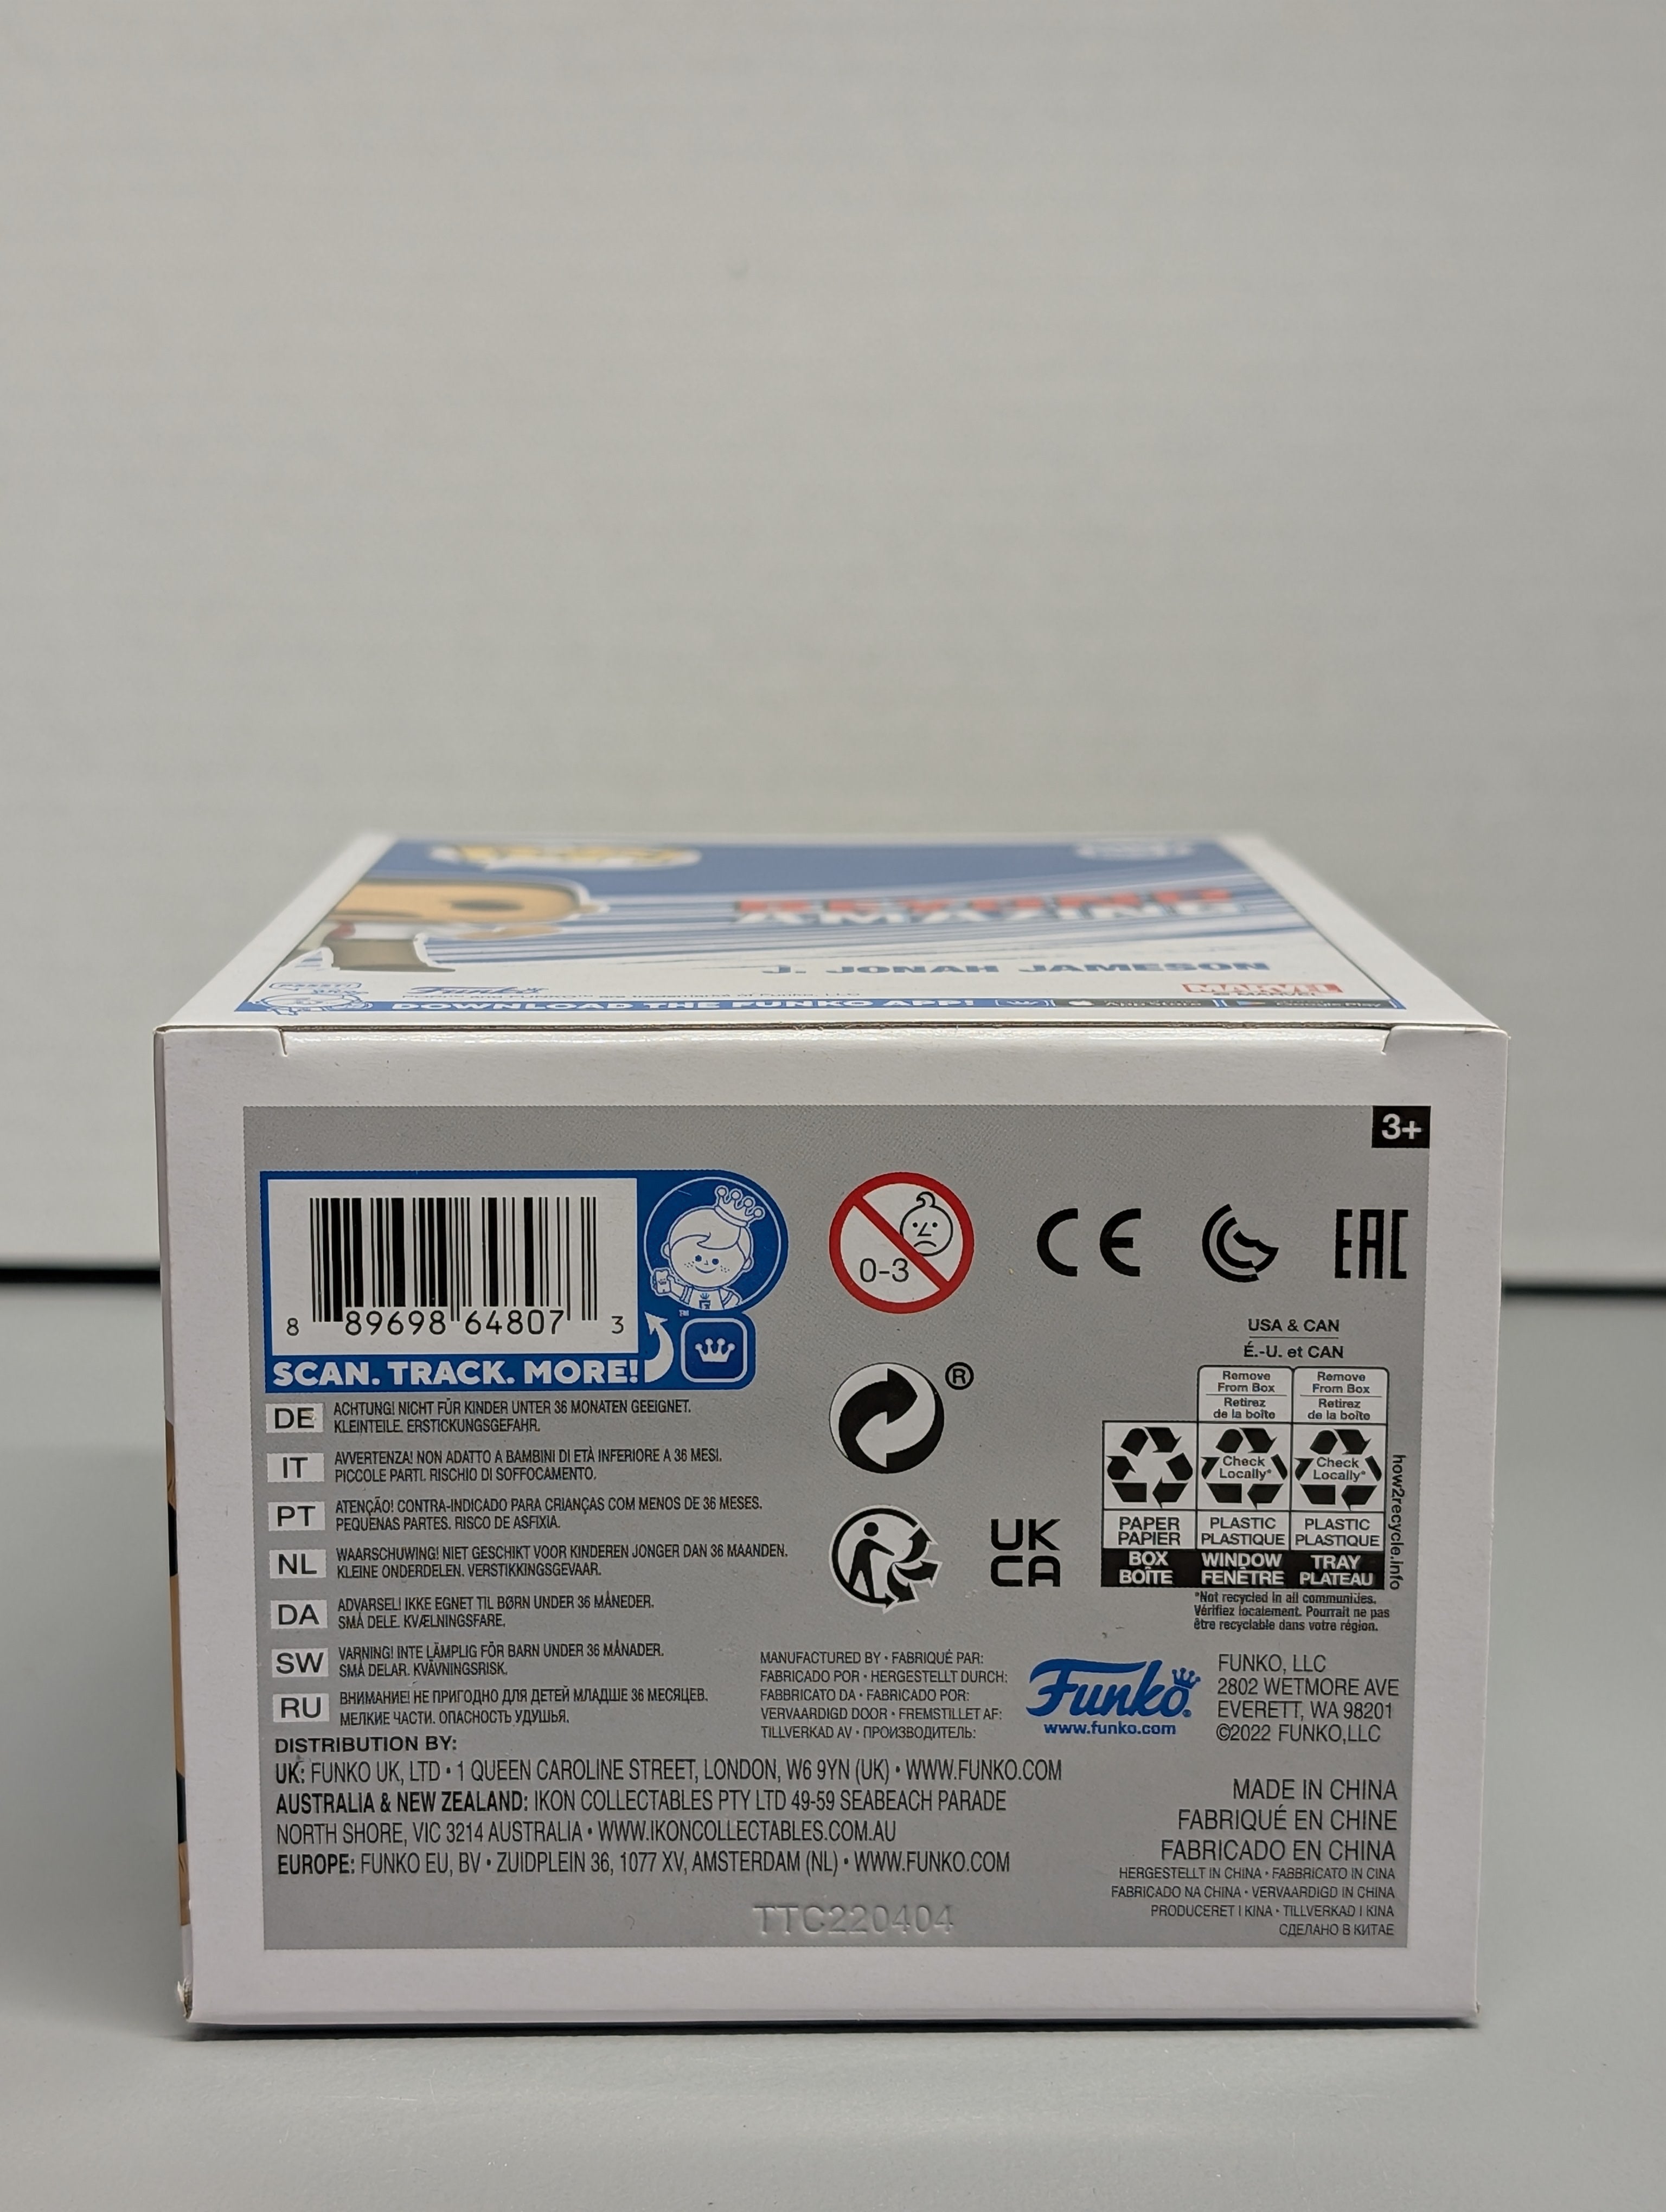 BEYOND
AMAZING
J. JONAH JAMESON
MARVEL
Funko
DOWNLOAD THE FUNKO APP!
App Store
Google Play
3+
8 89698 64807 3
SCAN. TRACK. MORE!
™
0-3
CE
EAC
DE
ACHTUNG! NICHT FÜR KINDER UNTER 36 MONATEN GEEIGNET.
KLEINTEILE. ERSTICKUNGSGEFAHR.
IT
AVVERTENZA! NON ADATTO A BAMBINI DI ETÀ INFERIORE A 36 MESI.
PICCOLE PARTI. RISCHIO DI SOFFOCAMENTO.
PT
ATENÇÃO! CONTRA-INDICADO PARA CRIANÇAS COM MENOS DE 36 MESES.
PEQUENAS PARTES. RISCO DE ASFIXIA.
NL
WAARSCHUWING! NIET GESCHIKT VOOR KINDEREN JONGER DAN 36 MAANDEN.
KLEINE ONDERDELEN. VERSTIKKINGSGEVAAR.
DA
ADVARSEL! IKKE EGNET TIL BØRN UNDER 36 MÅNEDER.
SMÅ DELE. KVÆLNINGSFARE.
SW
VARNING! INTE LÄMPLIG FÖR BARN UNDER 36 MÅNADER.
SMÅ DELAR. KVÄVNINGSRISK.
RU
ВНИМАНИЕ! НЕ ПРИГОДНО ДЛЯ ДЕТЕЙ МЛАДШЕ 36 МЕСЯЦЕВ.
МЕЛКИЕ ЧАСТИ. ОПАСНОСТЬ УДУШЬЯ.
®
UK
CA
USA & CAN
É.-U. et CAN
Remove
From Box
Retirez
de la boîte
Remove
From Box
Retirez
de la boîte
Check
Locally*
Check
Locally*
PAPER
PAPIER
PLASTIC
PLASTIQUE
PLASTIC
PLASTIQUE
BOX
BOÎTE
WINDOW
FENÊTRE
TRAY
PLATEAU
how2recycle.info
*Not recycled in all communities.
Vérifiez localement. Pourrait ne pas
être recyclable dans votre région.
MANUFACTURED BY • FABRIQUÉ PAR:
FABRICADO POR • HERGESTELLT DURCH:
FABBRICATO DA • FABRICADO POR:
VERVAARDIGD DOOR • FREMSTILLET AF:
TILLVERKAD AV • ПРОИЗВОДИТЕЛЬ:
Funko®
www.funko.com
FUNKO, LLC
2802 WETMORE AVE
EVERETT, WA 98201
©2022 FUNKO,LLC
DISTRIBUTION BY:
UK: FUNKO UK, LTD • 1 QUEEN CAROLINE STREET, LONDON, W6 9YN (UK) • WWW.FUNKO.COM
AUSTRALIA & NEW ZEALAND: IKON COLLECTABLES PTY LTD 49-59 SEABEACH PARADE
NORTH SHORE, VIC 3214 AUSTRALIA • WWW.IKONCOLLECTABLES.COM.AU
EUROPE: FUNKO EU, BV • ZUIDPLEIN 36, 1077 XV, AMSTERDAM (NL) • WWW.FUNKO.COM
MADE IN CHINA
FABRIQUÉ EN CHINE
FABRICADO EN CHINA
HERGESTELLT IN CHINA • FABBRICATO IN CINA
FABRICADO NA CHINA • VERVAARDIGD IN CHINA
PRODUCERET I KINA • TILLVERKAD I KINA
СДЕЛАНО В КИТАЕ
TTC220404